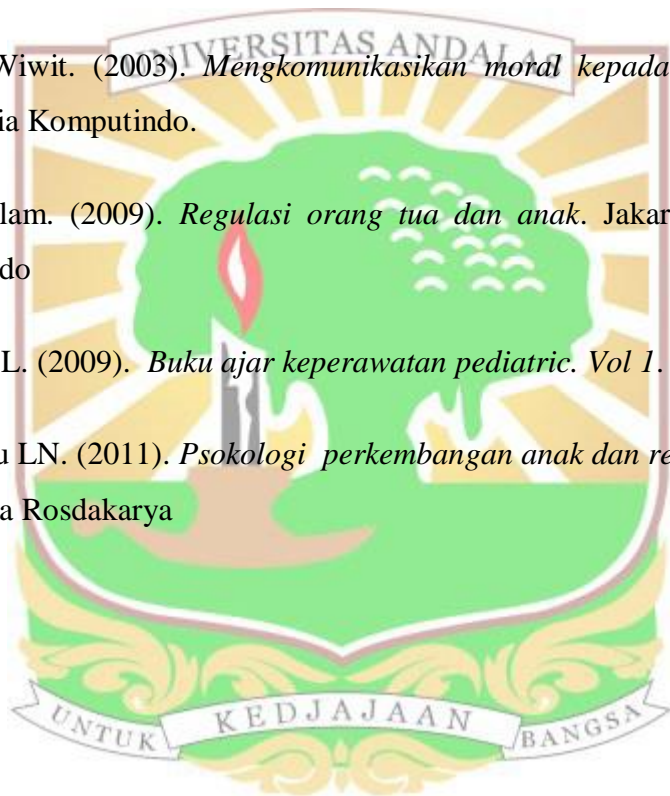 UNIVERSITAS ANDALAS
Wiwit. (2003). Mengkomunikasikan moral kepada
ia Komputindo.
lam. (2009). Regulasi orang tua dan anak. Jakar
do
L. (2009). Buku ajar keperawatan pediatric. Vol 1.
u LN. (2011). Psokologi perkembangan anak dan re
a Rosdakarya
UNTUK KEDJAJAAN BANGSA